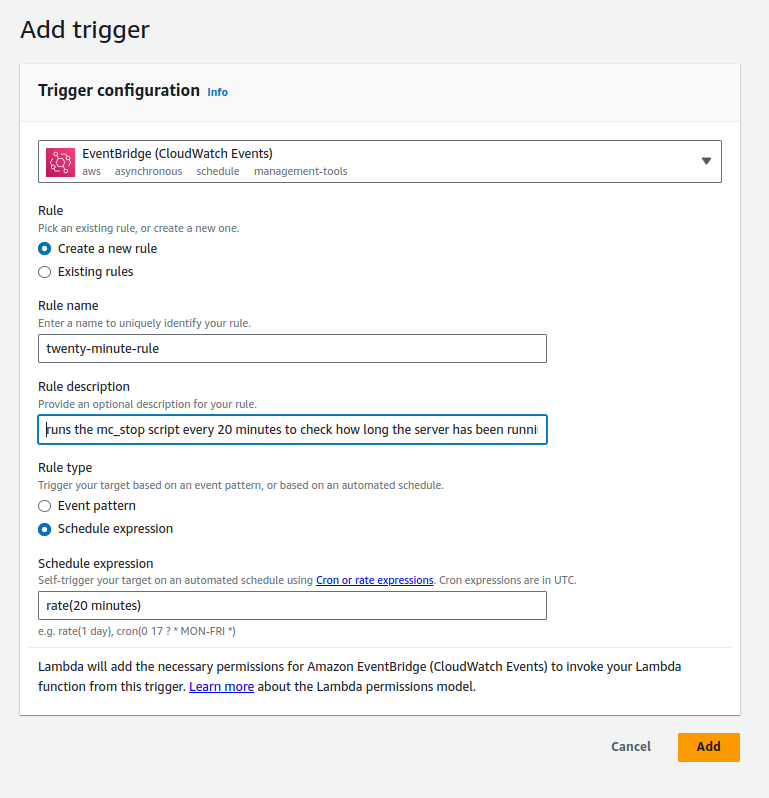 Add trigger
Trigger configuration Info
EventBridge (CloudWatch Events)
aws asynchronous schedule management-tools
Rule
Pick an existing rule, or create a new one.
Create a new rule
Existing rules
Rule name
Enter a name to uniquely identify your rule.
twenty-minute-rule
Rule description
Provide an optional description for your rule.
runs the mc_stop script every 20 minutes to check how long the server has been
Rule type
Trigger your target based on an event pattern, or based on an automated schedule.
Event pattern
Schedule expression
Schedule expression
Self-trigger your target on an automated schedule using Cron or rate expressions. Cron expressions are in UTC.
rate(20 minutes)
e.g. rate(1 day), cron(0 17 ? * MON-FRI *)
Lambda will add the necessary permissions for Amazon EventBridge (CloudWatch Events) to invoke your Lambda
function from this trigger. Learn more about the Lambda permissions model.
Cancel Add